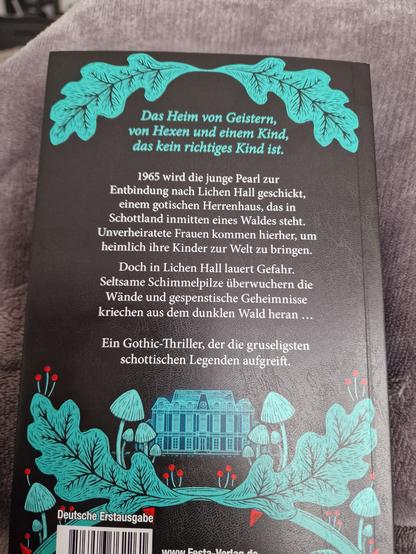 Das Heim von Geistern,
von Hexen und einem Kind,
das kein richtiges Kind ist.
1965 wird die junge Pearl zur
Entbindung nach Lichen Hall geschickt,
einem gotischen Herrenhaus, das in
Schottland inmitten eines Waldes steht.
Unverheiratete Frauen kommen hierher, um
heimlich ihre Kinder zur Welt zu bringen.
Doch in Lichen Hall lauert Gefahr.
Seltsame Schimmelpilze überwuchern die
Wände und gespenstische Geheimnisse
kriechen aus dem dunklen Wald heran …
Ein Gothic-Thriller, der die gruseligsten
schottischen Legenden aufgreift.
Deutsche Erstausgabe
www.Festa-Verlag.de